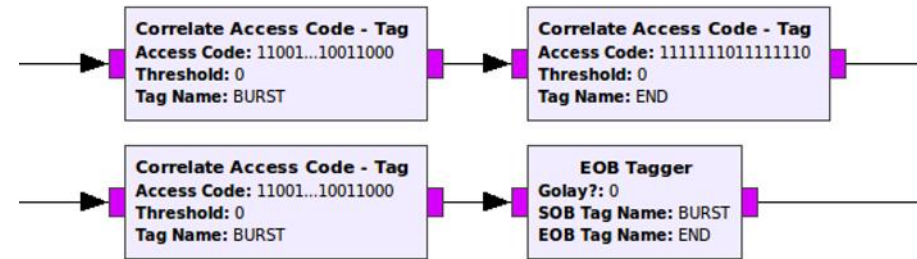 Correlate Access Code - Tag
Access Code: 11001...10011000
Threshold: 0
Tag Name: BURST
Correlate Access Code - Tag
Access Code: 1111111011111110
Threshold: 0
Tag Name: END
Correlate Access Code - Tag
Access Code: 11001...10011000
Threshold: 0
Tag Name: BURST
EOB Tagger
Golay?: 0
SOB Tag Name: BURST
EOB Tag Name: END